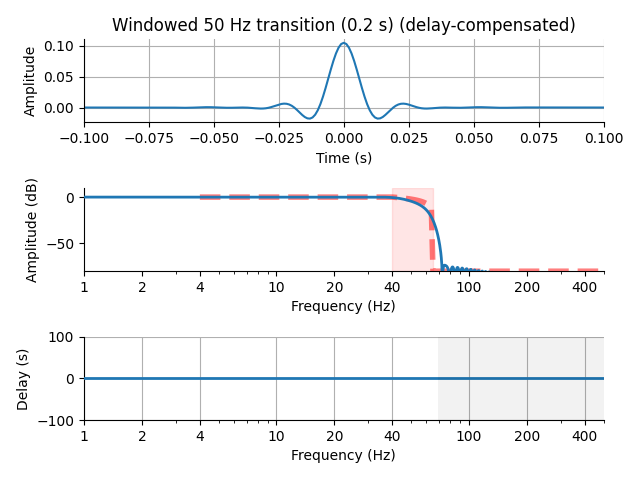 Windowed 50 Hz transition (0.2 s) (delay-compensated)
0.10
0.05
0.00
Amplitude
−0.100 −0.075 −0.050 −0.025 0.000 0.025 0.050 0.075 0.100
Time (s)
0
−50
Amplitude (dB)
1 2 4 10 20 40 100 200 400
Frequency (Hz)
100
0
−100
Delay (s)
1 2 4 10 20 40 100 200 400
Frequency (Hz)